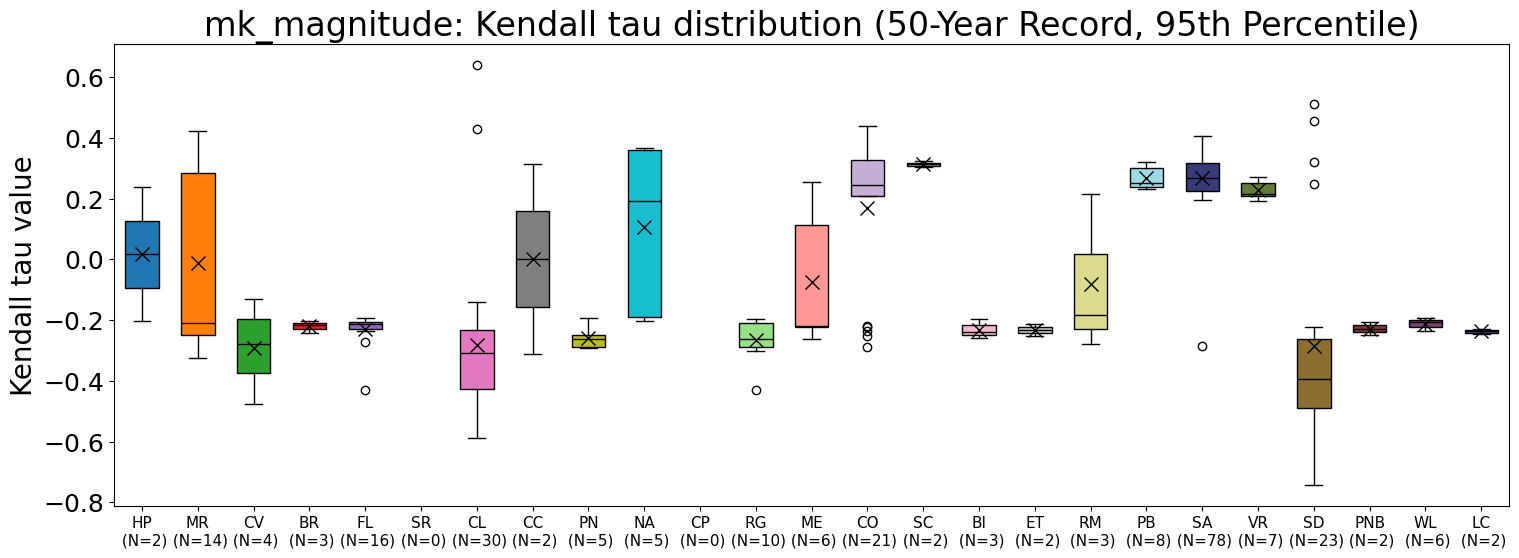 mk_magnitude: Kendall tau distribution (50-Year Record, 95th Percentile)
Kendall tau value
0.6
0.4
0.2
0.0
−0.2
−0.4
−0.6
−0.8
HP MR CV BR FL SR CL CC PN NA CP RG ME CO SC BI ET RM PB SA VR SD PNB WL LC
(N=2) (N=14) (N=4) (N=3) (N=16) (N=0) (N=30) (N=2) (N=5) (N=5) (N=0) (N=10) (N=6) (N=21) (N=2) (N=3) (N=2) (N=3) (N=8) (N=78) (N=7) (N=23) (N=2) (N=6) (N=2)